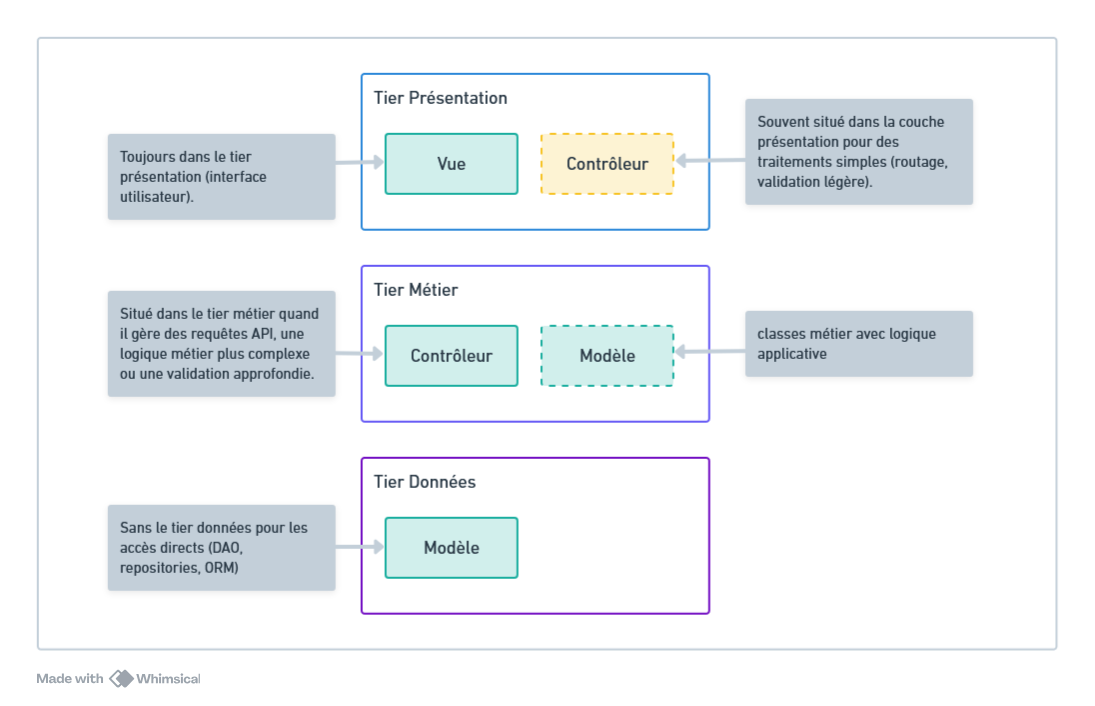 Tier Présentation
Toujours dans le tier
présentation (interface
utilisateur).
Vue
Contrôleur
Souvent situé dans la couche
présentation pour des
traitements simples (routage,
validation légère).
Tier Métier
Situé dans le tier métier quand
il gère des requêtes API, une
logique métier plus complexe
ou une validation approfondie.
Contrôleur
Modèle
classes métier avec logique
applicative
Tier Données
Sans le tier données pour les
accès directs (DAO,
repositories, ORM)
Modèle
Made with Whimsical